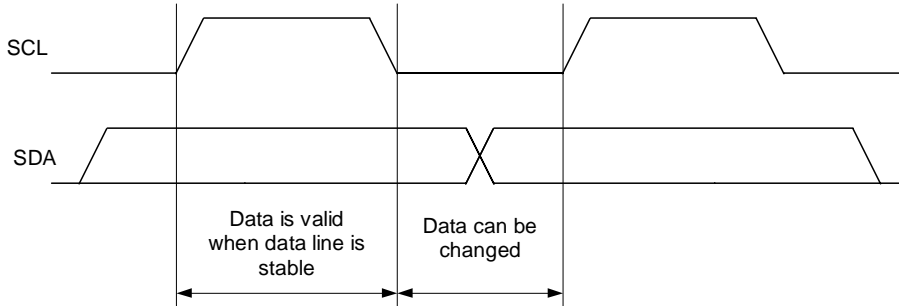 SCL
SDA
Data is valid
when data line is
stable
Data can be
changed